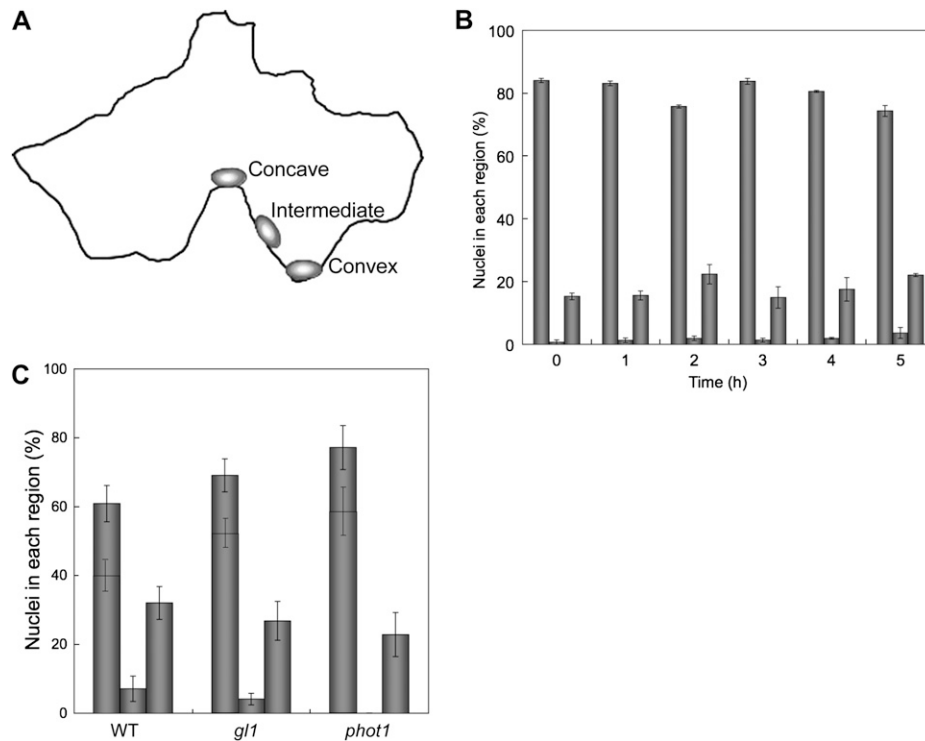 A
Concave
Intermediate
Convex
B
Nuclei in each region (%)
100
80
60
40
20
0
0 1 2 3 4 5
Time (h)
C
Nuclei in each region (%)
100
80
60
40
20
0
WT gl1 phot1